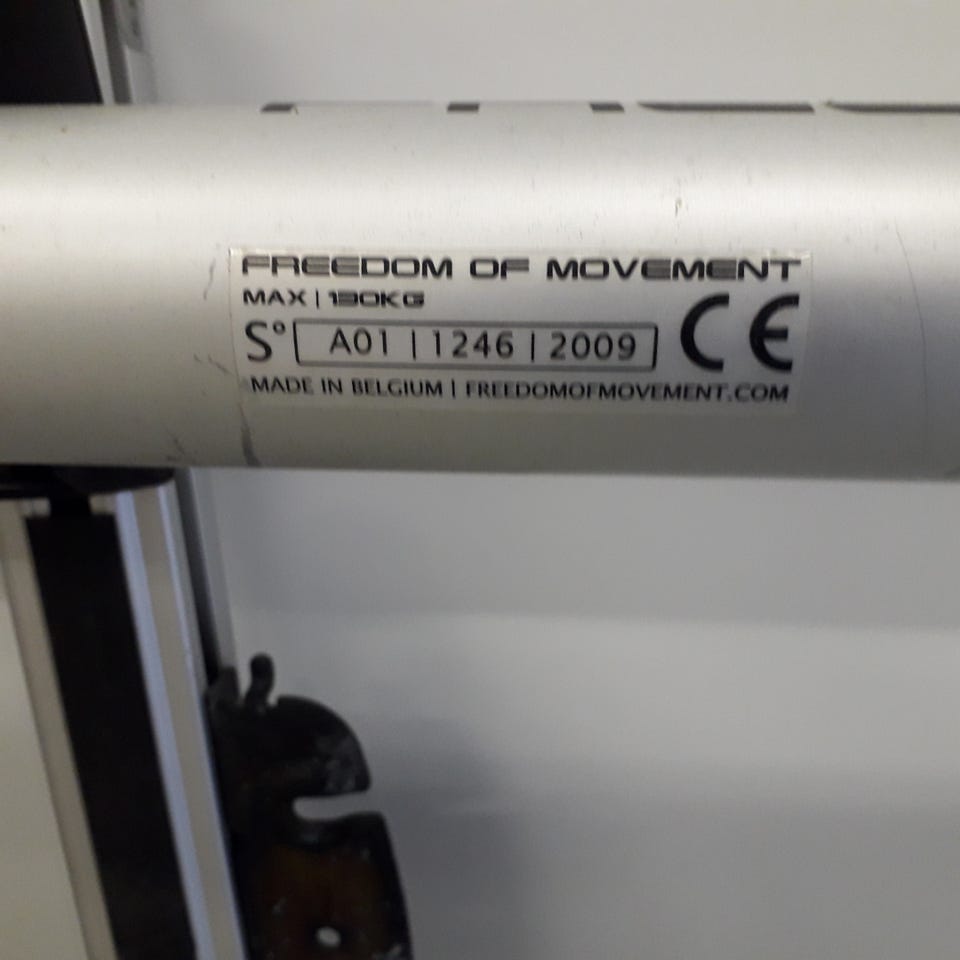 FREEDOM OF MOVEMENT
MAX | 130KG
S° A01 | 1246 | 2009 CE
MADE IN BELGIUM | FREEDOMOFMOVEMENT.COM